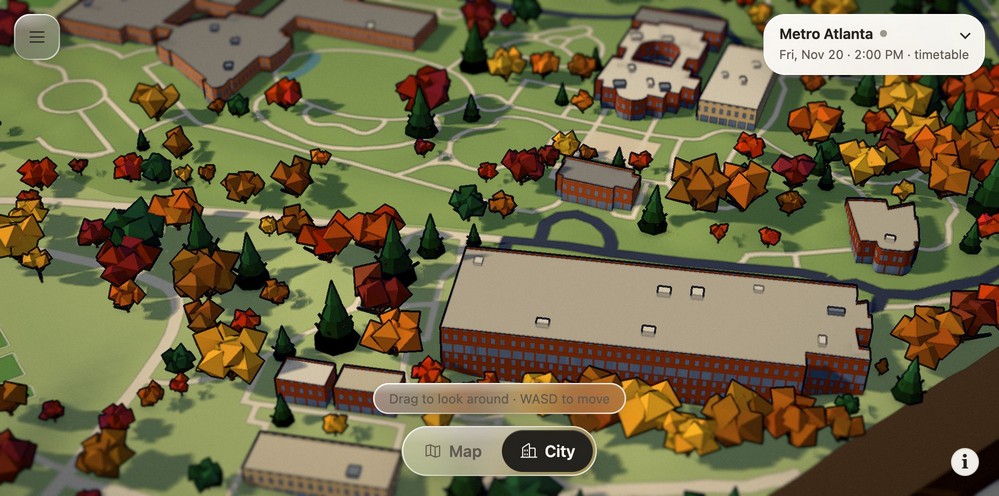 Metro Atlanta
Fri, Nov 20 · 2:00 PM · timetable
Drag to look around · WASD to move
Map
City